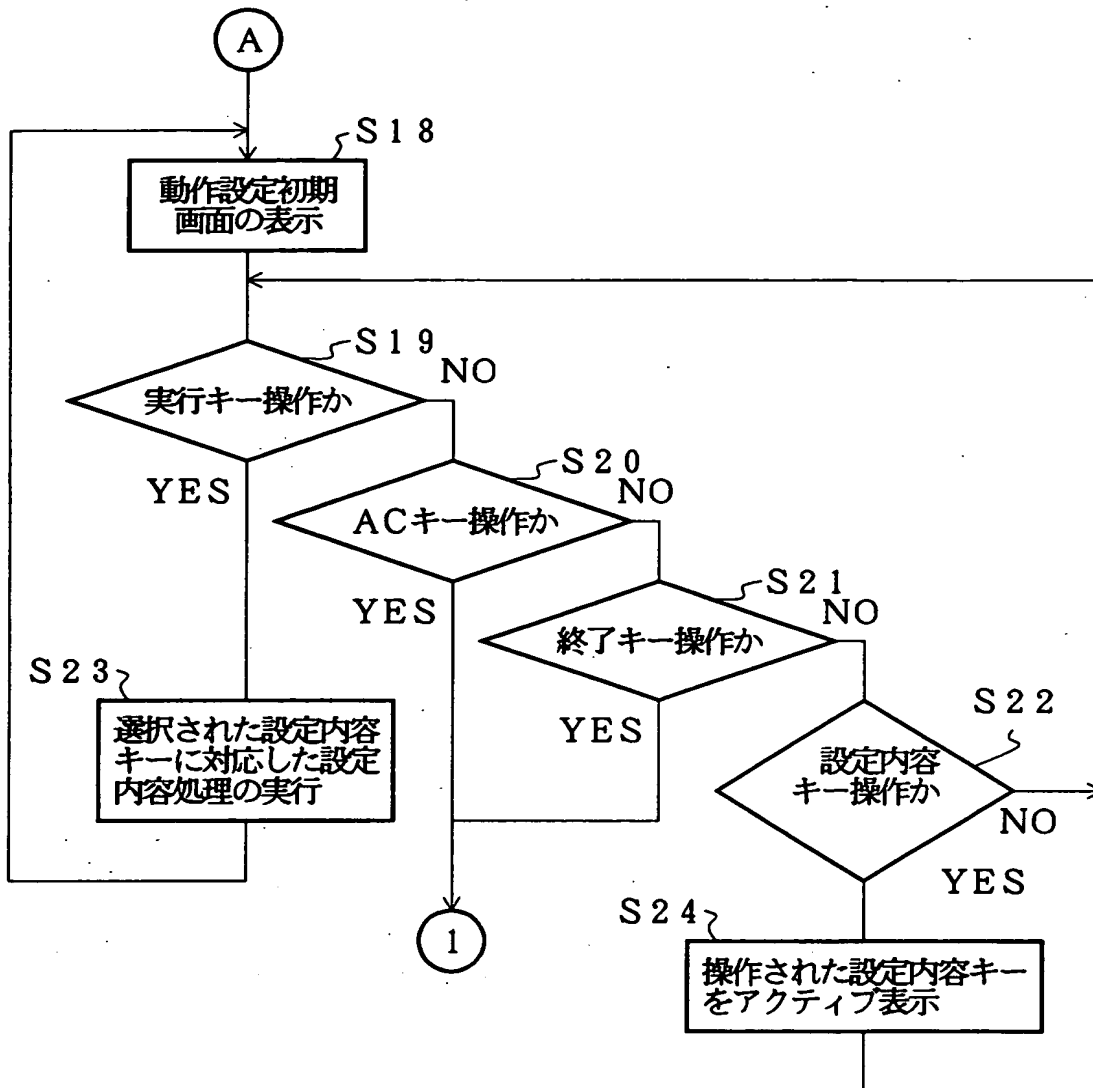 A
S18
動作設定初期
画面の表示
S19
実行キー操作か
NO
YES
S20
ACキー操作か
NO
YES
S21
終了キー操作か
NO
YES
S22
設定内容
キー操作か
NO
YES
S23
選択された設定内容
キーに対応した設定
内容処理の実行
1
S24
操作された設定内容キー
をアクティブ表示